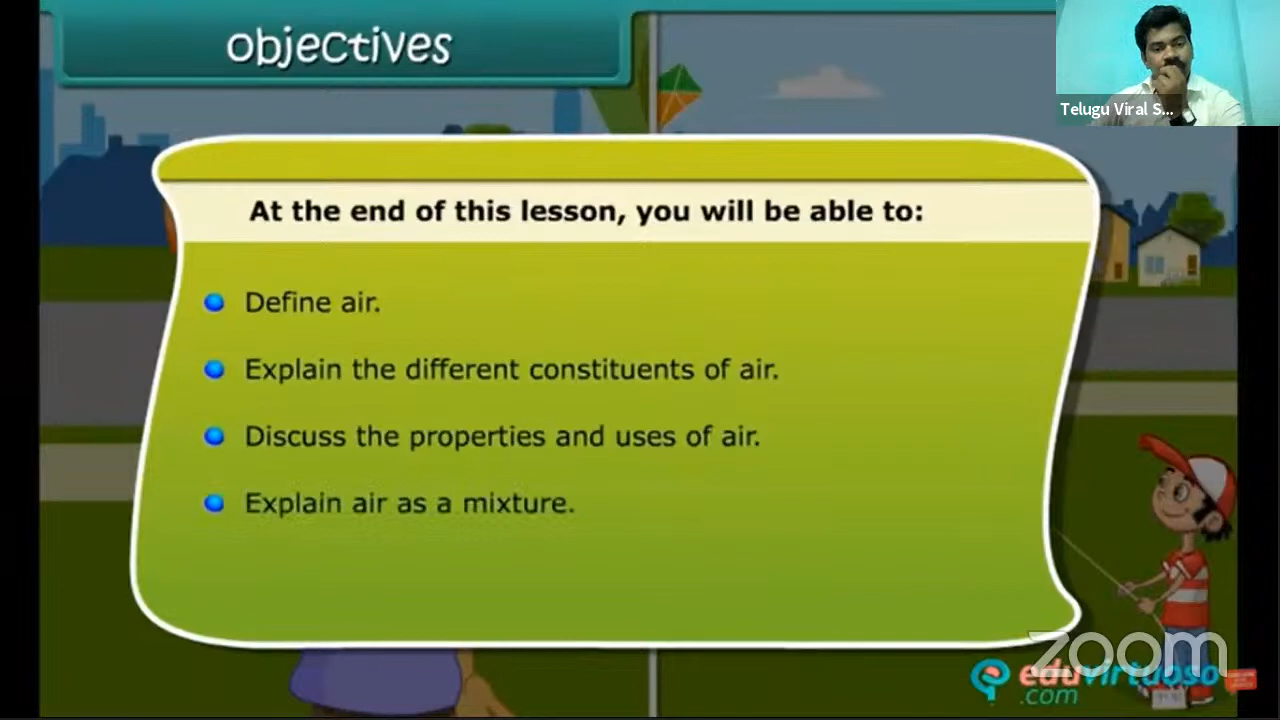 objectives
Telugu Viral S...
At the end of this lesson, you will be able to:
Define air.
Explain the different constituents of air.
Discuss the properties and uses of air.
Explain air as a mixture.
zoom
eduvirtuoso
.com